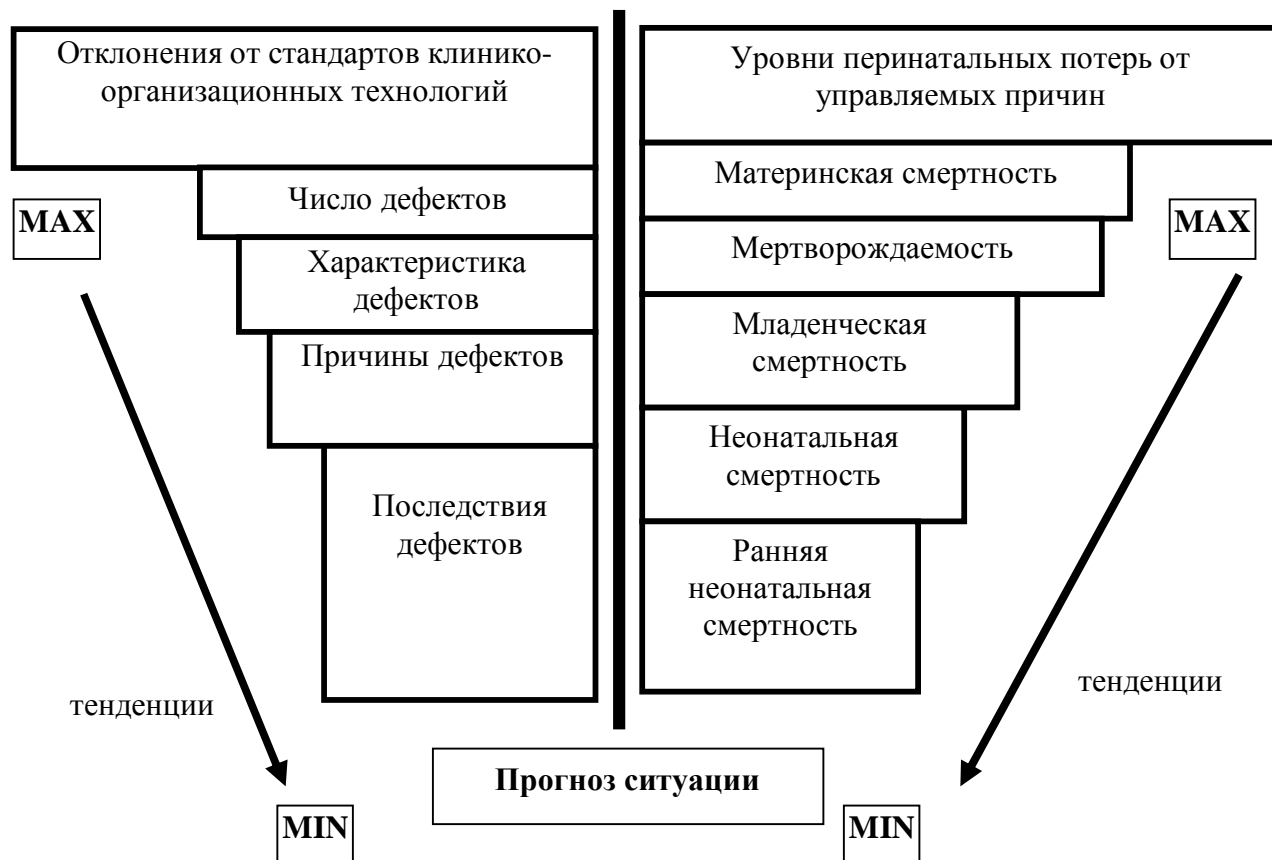 Отклонения от стандартов клинико-
организационных технологий
Число дефектов
Характеристика
дефектов
Причины дефектов
Последствия
дефектов
MAX
тенденции
MIN
Уровни перинатальных потерь от
управляемых причин
Материнская смертность
Мертворождаемость
Младенческая
смертность
Неонатальная
смертность
Ранняя
неонатальная
смертность
MAX
тенденции
MIN
Прогноз ситуации